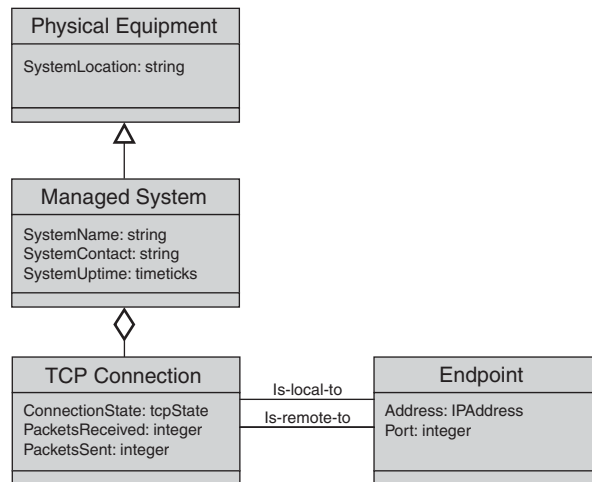 Physical Equipment
SystemLocation: string
Managed System
SystemName: string
SystemContact: string
SystemUptime: timeticks
TCP Connection
ConnectionState: tcpState
PacketsReceived: integer
PacketsSent: integer
Is-local-to
Is-remote-to
Endpoint
Address: IPAddress
Port: integer